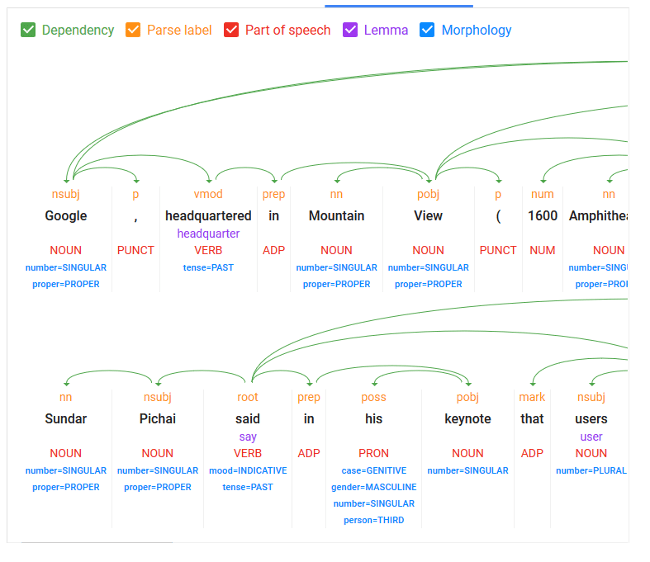 Dependency Parse label Part of speech Lemma Morphology
nsubj p vmod prep nn pobj p num nn
Google , headquartered in Mountain View ( 1600
headquarter
NOUN PUNCT VERB ADP NOUN NOUN PUNCT NUM NOUN
number=SINGULAR tense=PAST number=SINGULAR number=SINGULAR
proper=PROPER proper=PROPER proper=PROPER
nn nsubj root prep poss pobj mark nsubj
Sundar Pichai said in his keynote that users
say user
NOUN NOUN VERB ADP PRON NOUN ADP NOUN
number=SINGULAR number=SINGULAR mood=INDICATIVE case=GENITIVE number=SINGULAR number=PLURAL
proper=PROPER proper=PROPER tense=PAST gender=MASCULINE
number=SINGULAR
person=THIRD